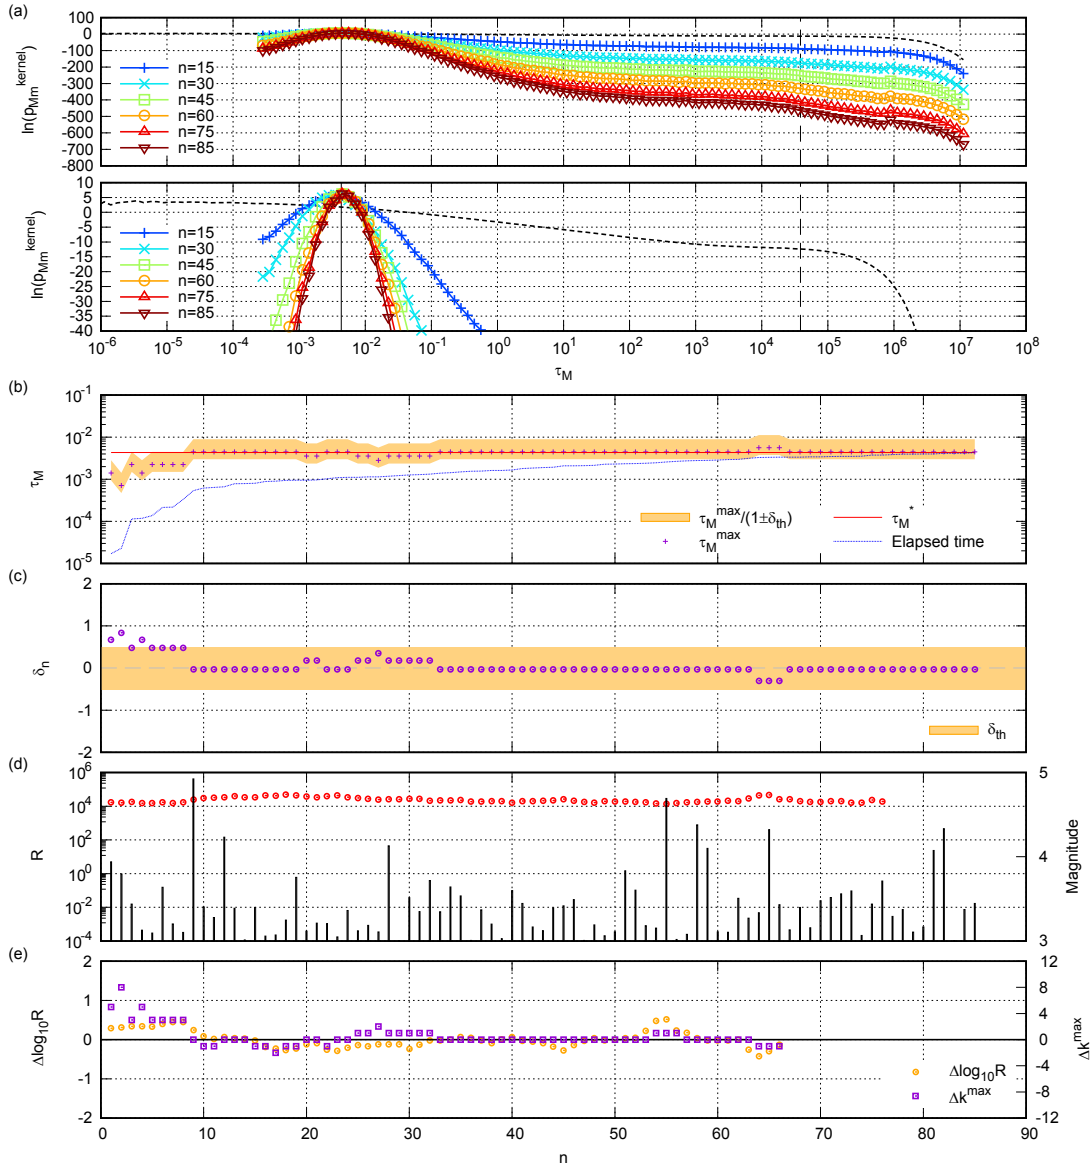 (a)
ln(p_Mm^kernel)
100
0
-100
-200
-300
-400
-500
-600
-700
-800
n=15
n=30
n=45
n=60
n=75
n=85
ln(p_Mm^kernel)
10
5
0
-5
-10
-15
-20
-25
-30
-35
-40
n=15
n=30
n=45
n=60
n=75
n=85
10^-6 10^-5 10^-4 10^-3 10^-2 10^-1 10^0 10^1 10^2 10^3 10^4 10^5 10^6 10^7 10^8
τ_M
(b)
τ_M
10^-1
10^-2
10^-3
10^-4
10^-5
τ_M^max/(1±δ_th)
τ_M^max
τ_M^*
Elapsed time
(c)
δ_n
2
1
0
-1
-2
δ_th
(d)
R
10^6
10^4
10^2
10^0
10^-2
10^-4
5
4
3
Magnitude
(e)
Δlog_10R
2
1
0
-1
-2
12
8
4
0
-4
-8
-12
Δk^max
Δlog_10R
Δk^max
0 10 20 30 40 50 60 70 80 90
n